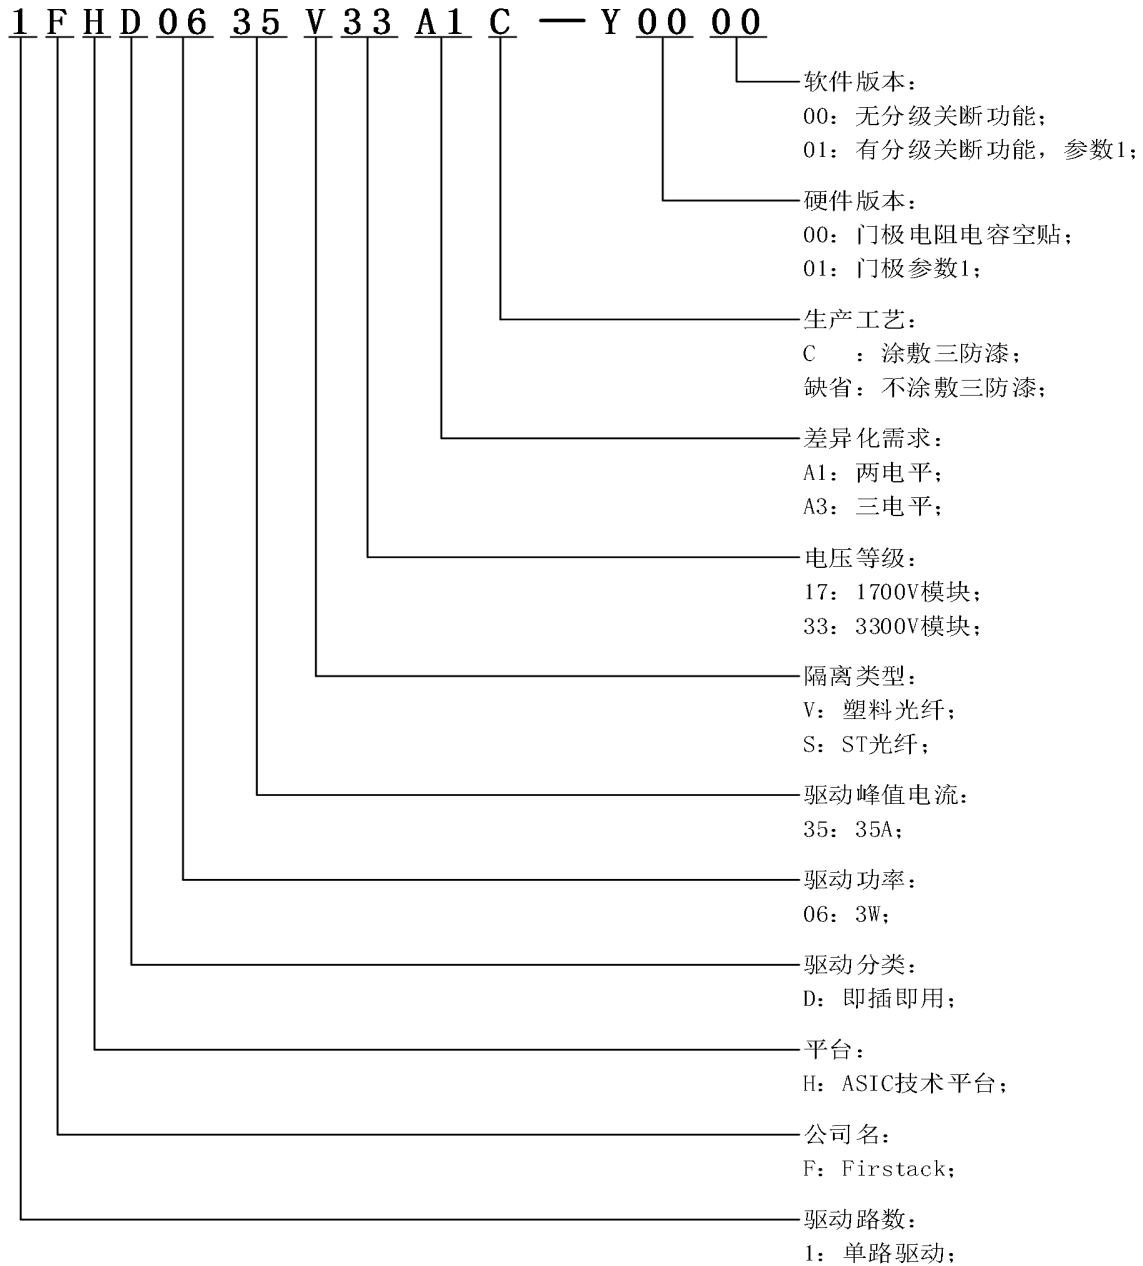 1FHD0635V33A1C—Y0000
软件版本：
00：无分级关断功能；
01：有分级关断功能，参数1；
硬件版本：
00：门极电阻电容空贴；
01：门极参数1；
生产工艺：
C ：涂敷三防漆；
缺省：不涂敷三防漆；
差异化需求：
A1：两电平；
A3：三电平；
电压等级：
17：1700V模块；
33：3300V模块；
隔离类型：
V：塑料光纤；
S：ST光纤；
驱动峰值电流：
35：35A；
驱动功率：
06：3W；
驱动分类：
D：即插即用；
平台：
H：ASIC技术平台；
公司名：
F：Firstack；
驱动路数：
1：单路驱动；